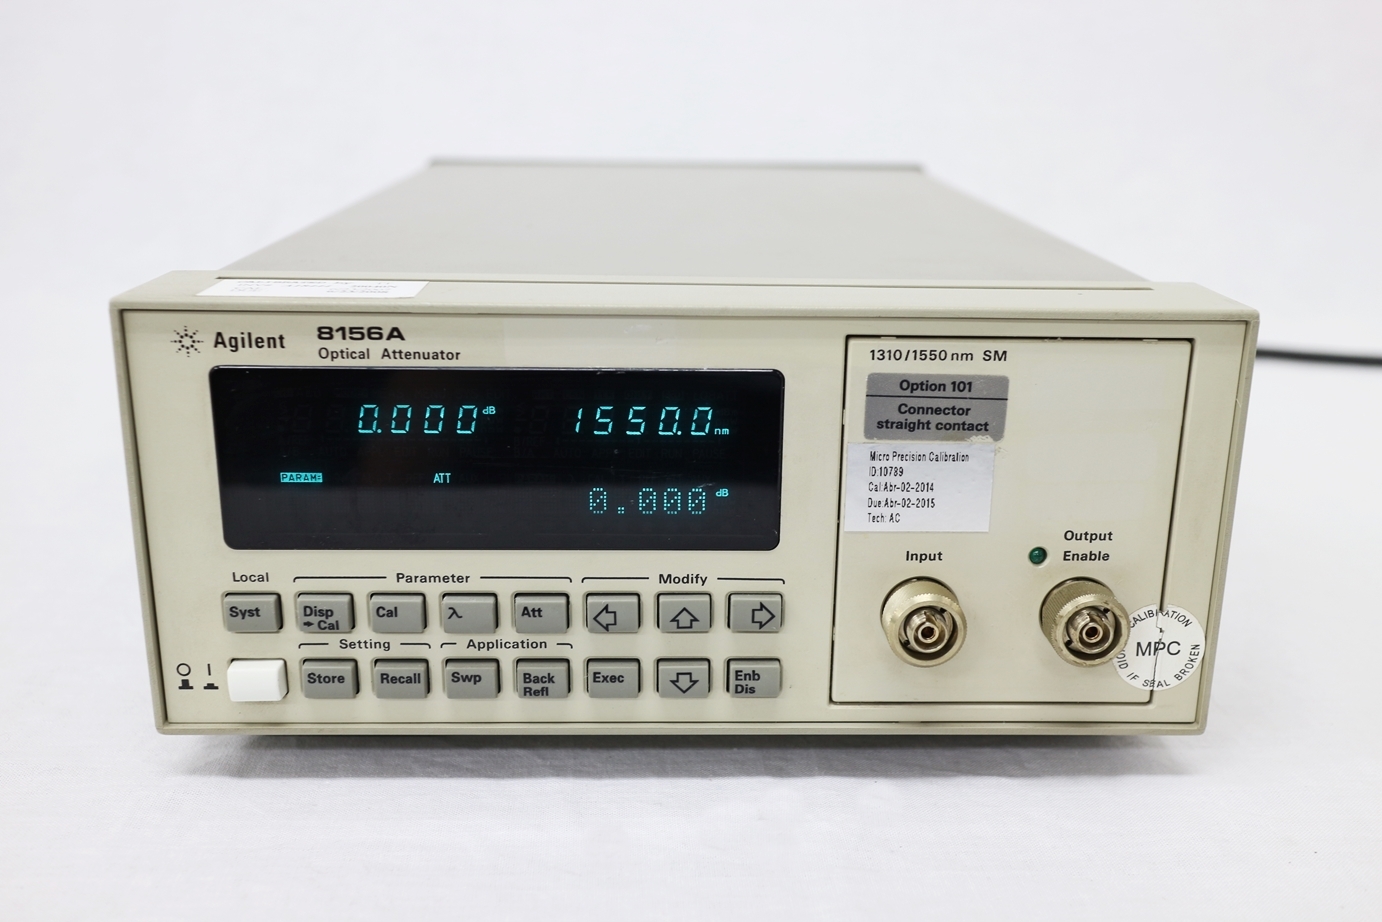 Agilent
8156A
Optical Attenuator
0.000 dB 1550.0 nm
PARAM= ATT
0.000 dB
1310/1550 nm SM
Option 101
Connector
straight contact
Micro Precision Calibration
ID:10789
Cal:Abr-02-2014
Due:Abr-02-2015
Tech: AC
Input
Output
Enable
CALIBRATION
MPC
IF SEAL BROKEN
Local
Parameter
Modify
Syst
Disp
Cal
Cal
λ
Att
Setting
Application
O I
Store
Recall
Swp
Back
Refl
Exec
Enb
Dis